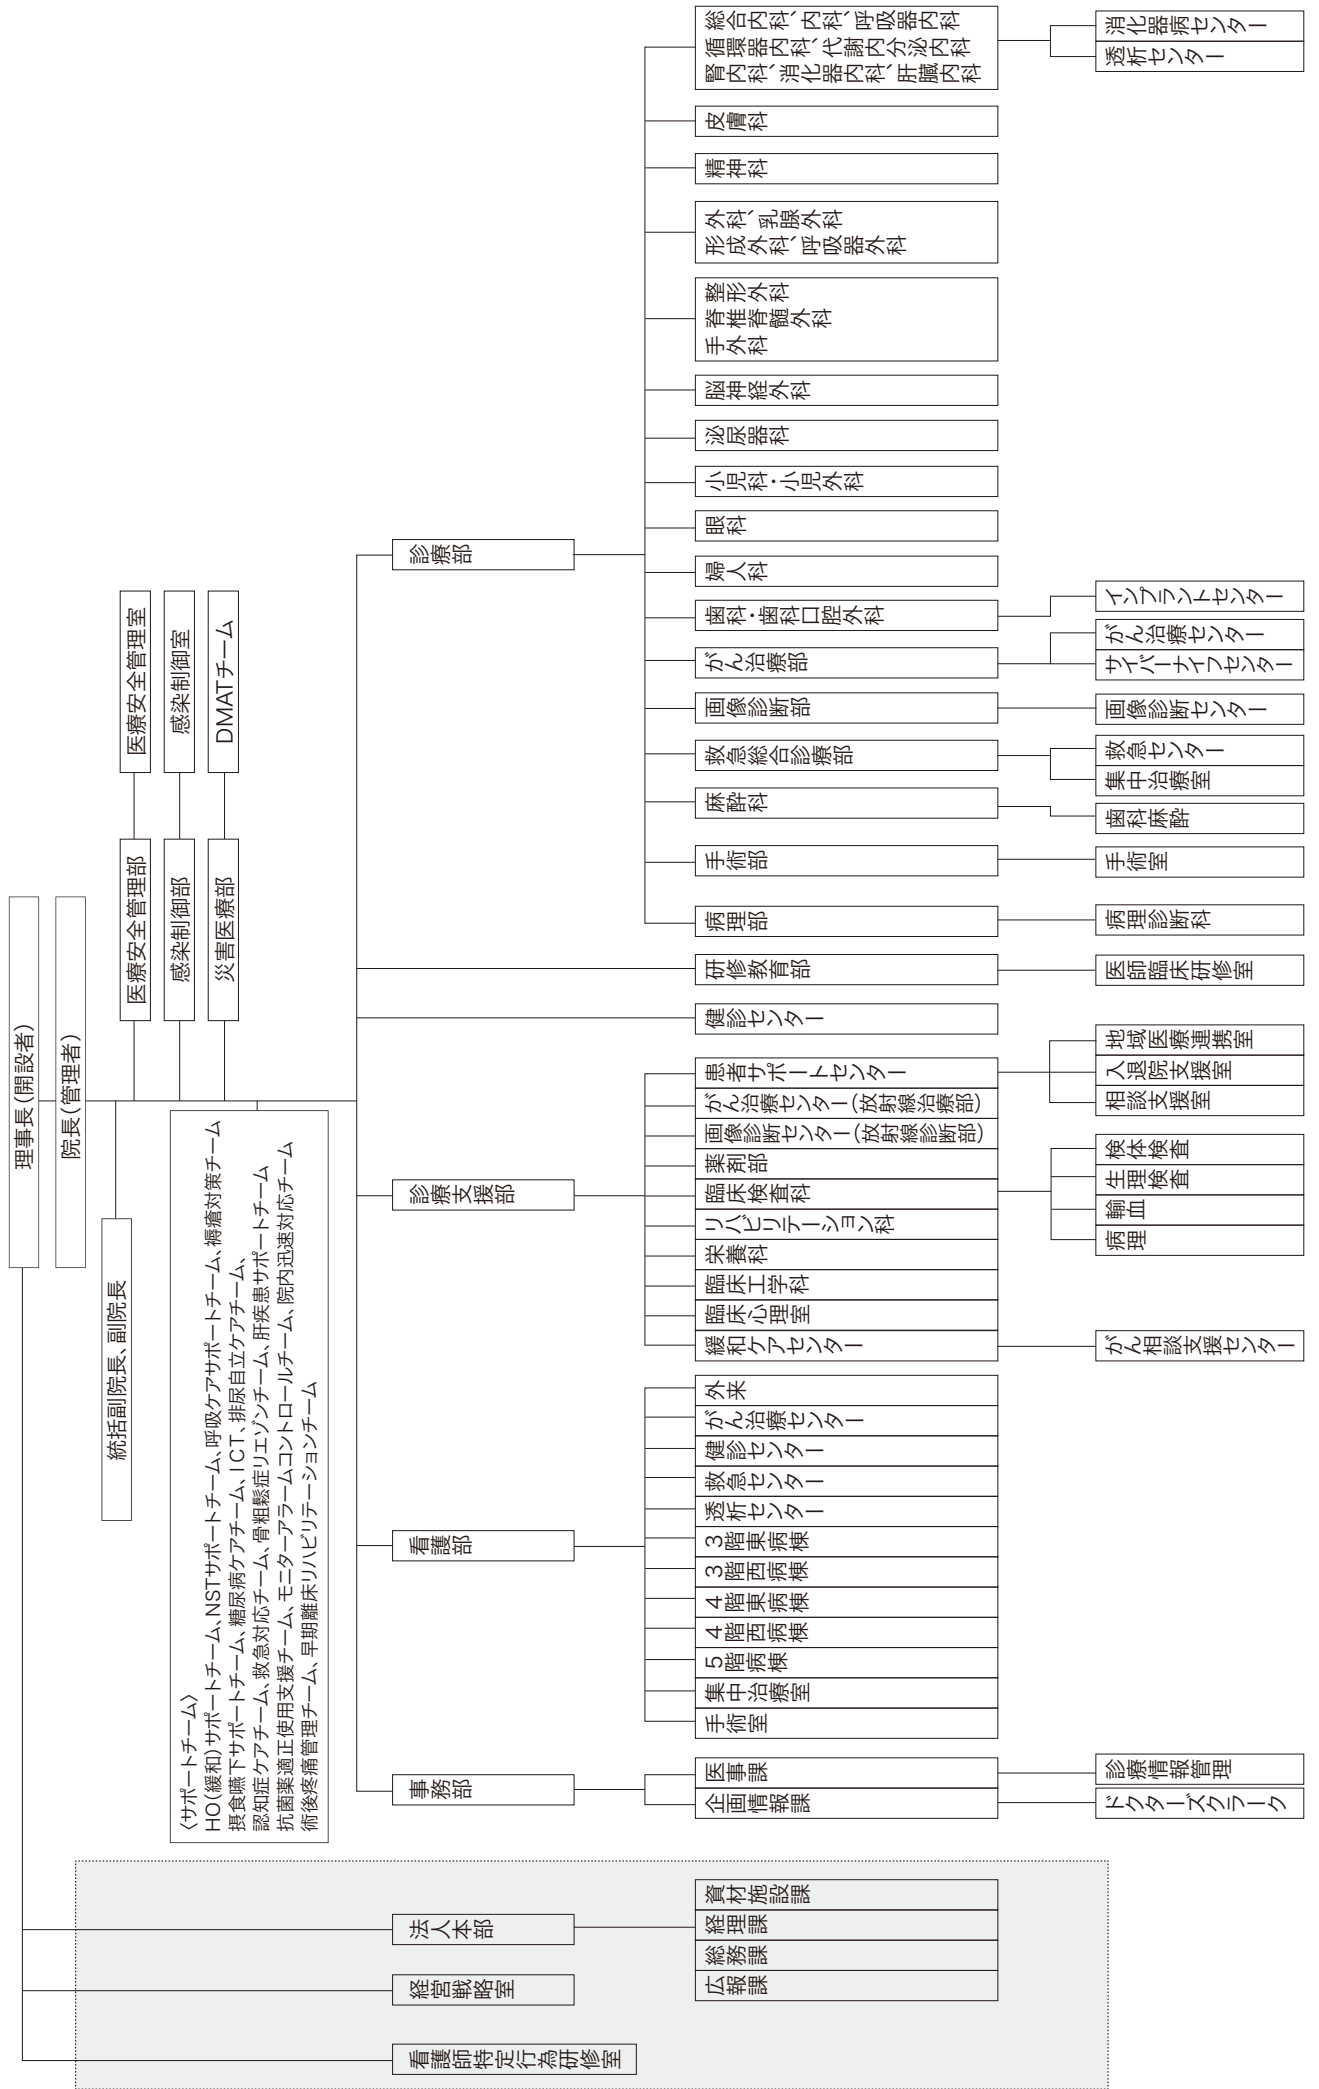 理事長（開設者）
院長（管理者）
統括副院長、副院長
医療安全管理部
医療安全管理室
感染制御部
感染制御室
災害医療部
DMATチーム
〈サポートチーム〉
HO（緩和）サポートチーム、NSTサポートチーム、呼吸ケアサポートチーム、褥瘡対策チーム
摂食嚥下サポートチーム、糖尿病ケアチーム、ICT、排尿自立ケアチーム、
認知症ケアチーム、救急対応チーム、骨粗鬆症リエゾンチーム、肝疾患サポートチーム
抗菌薬適正使用支援チーム、モニターアラームコントロールチーム、院内迅速対応チーム
術後疼痛管理チーム、早期離床リハビリテーションチーム
診療部
総合内科、内科、呼吸器内科
循環器内科、代謝内分泌内科
腎内科、消化器内科、肝臓内科
消化器病センター
透析センター
皮膚科
精神科
外科、乳腺外科
形成外科、呼吸器外科
整形外科
脊椎脊髄外科
手外科
脳神経外科
泌尿器科
小児科・小児外科
眼科
婦人科
歯科・歯科口腔外科
インプラントセンター
がん治療部
がん治療センター
サイバーナイフセンター
画像診断部
画像診断センター
救急総合診療部
救急センター
集中治療室
麻酔科
歯科麻酔
手術部
手術室
病理部
病理診断科
研修教育部
医師臨床研修室
健診センター
診療支援部
患者サポートセンター
地域医療連携室
入退院支援室
相談支援室
がん治療センター（放射線治療部）
画像診断センター（放射線診断部）
薬剤部
臨床検査科
検体検査
生理検査
輸血
病理
リハビリテーション科
栄養科
臨床工学科
臨床心理室
緩和ケアセンター
がん相談支援センター
看護部
外来
がん治療センター
健診センター
救急センター
透析センター
3階東病棟
3階西病棟
4階東病棟
4階西病棟
5階病棟
集中治療室
手術室
事務部
医事課
診療情報管理
企画情報課
ドクターズクラーク
法人本部
資材施設課
経理課
総務課
広報課
経営戦略室
看護師特定行為研修室